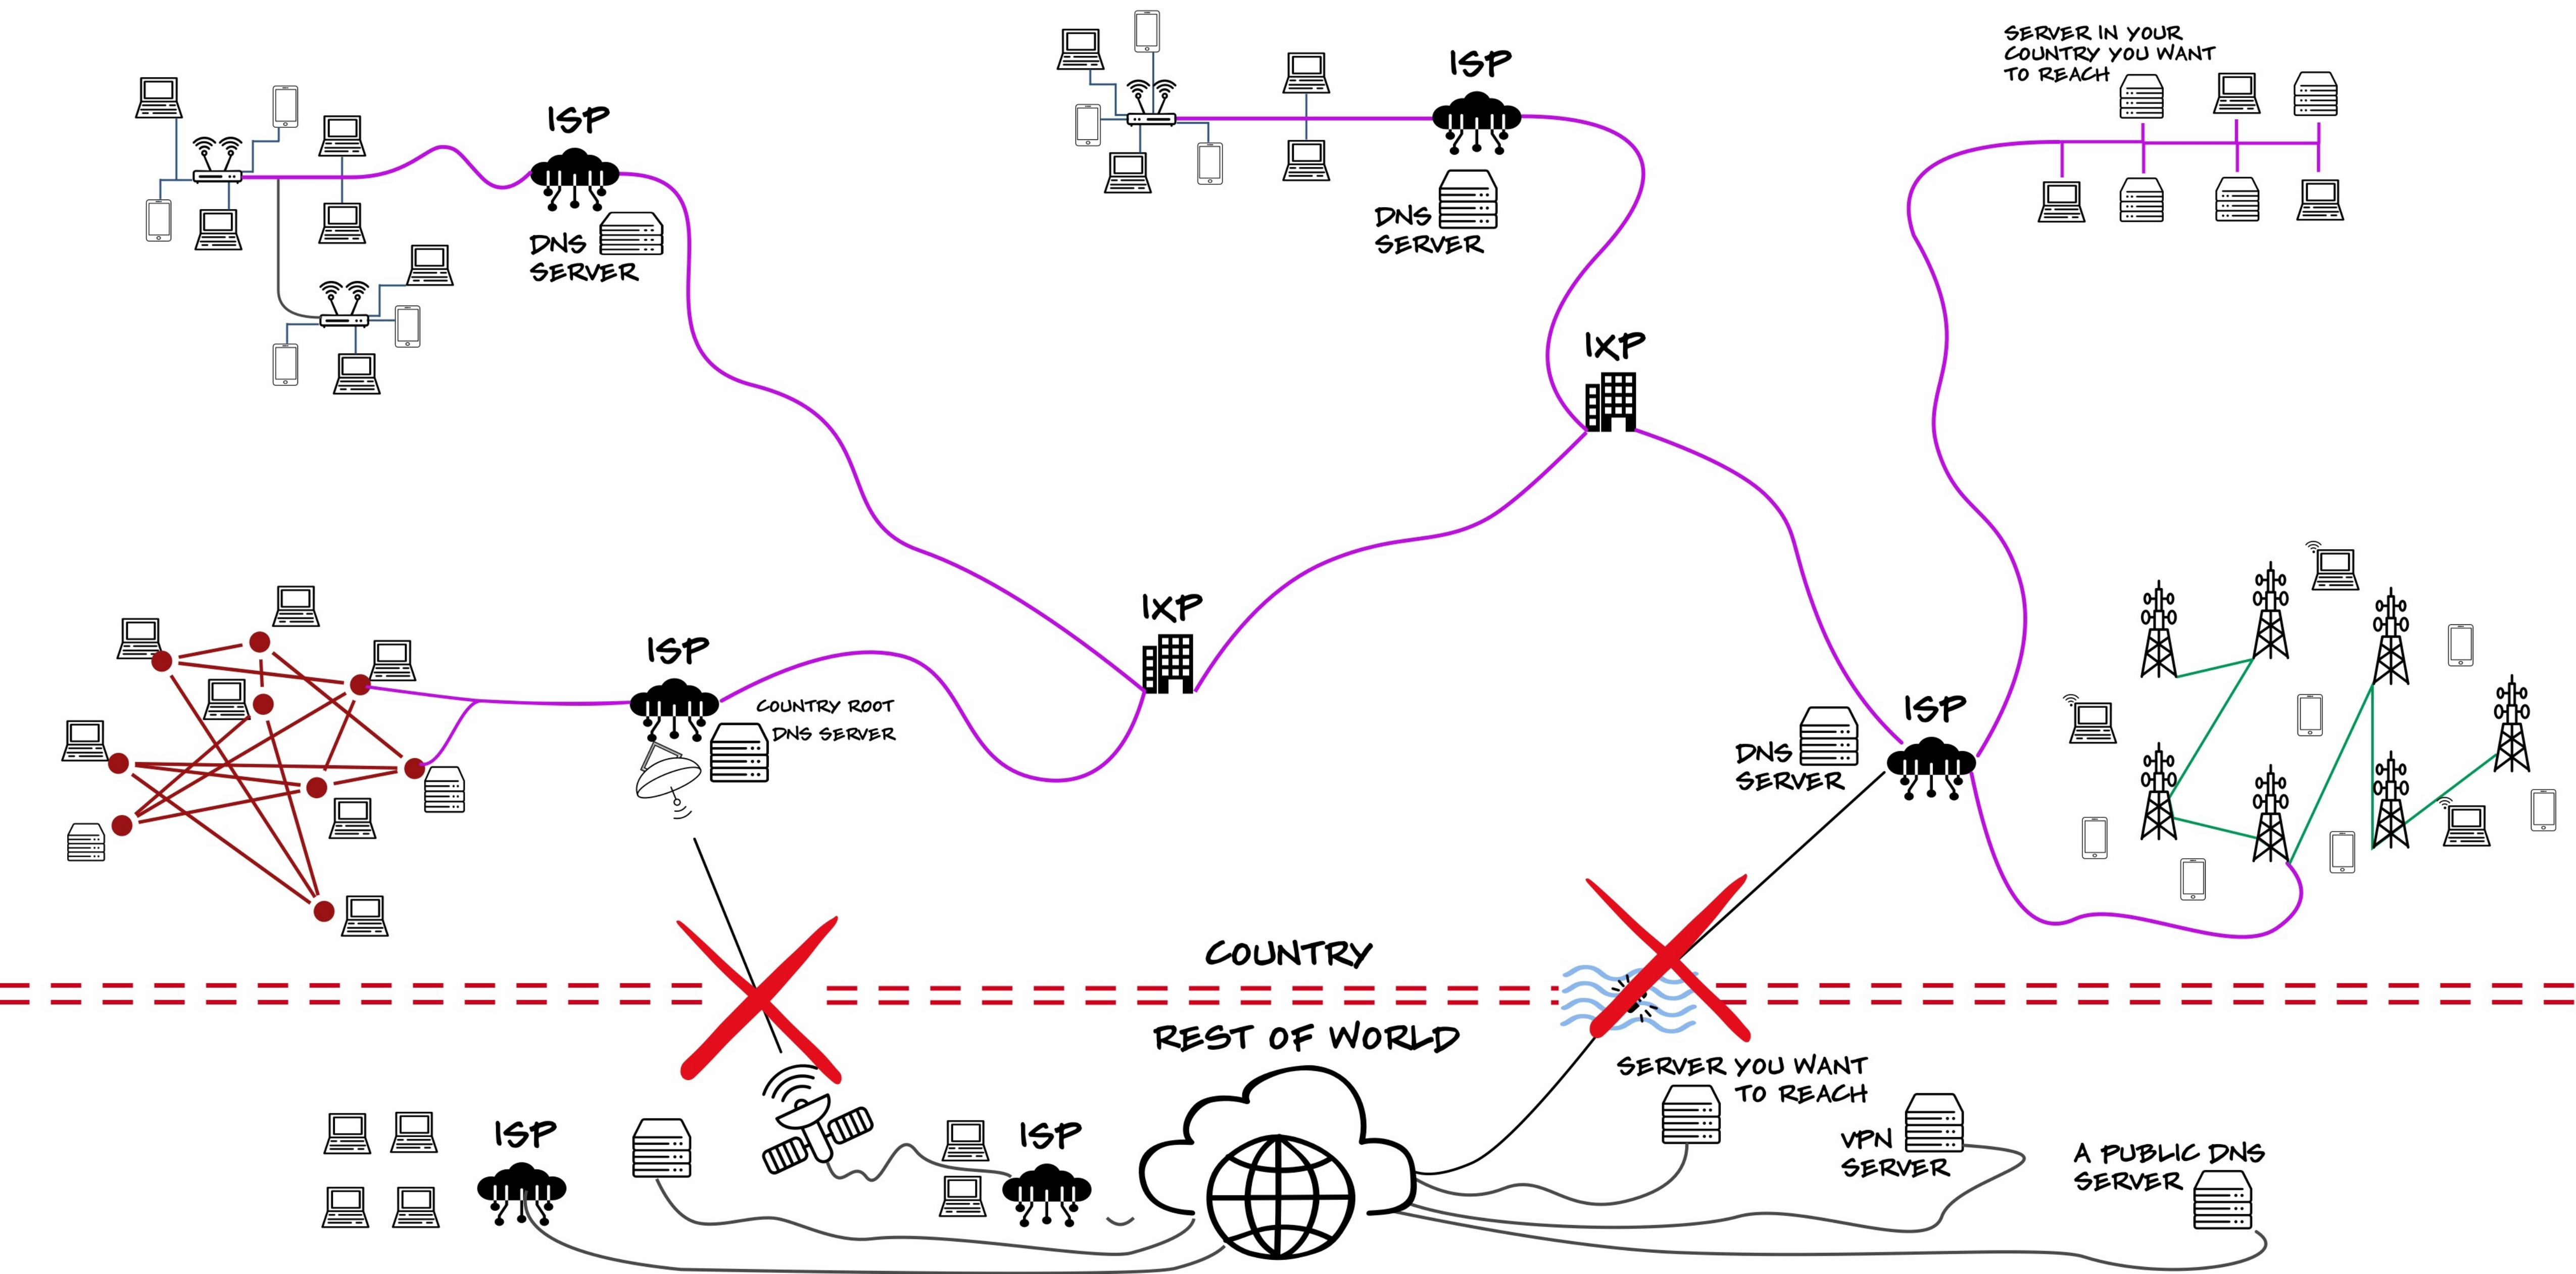 ISP
DNS
SERVER
ISP
DNS
SERVER
SERVER IN YOUR
COUNTRY YOU WANT
TO REACH
IXP
IXP
ISP
COUNTRY ROOT
DNS SERVER
ISP
DNS
SERVER
COUNTRY
REST OF WORLD
ISP
ISP
SERVER YOU WANT
TO REACH
VPN
SERVER
A PUBLIC DNS
SERVER